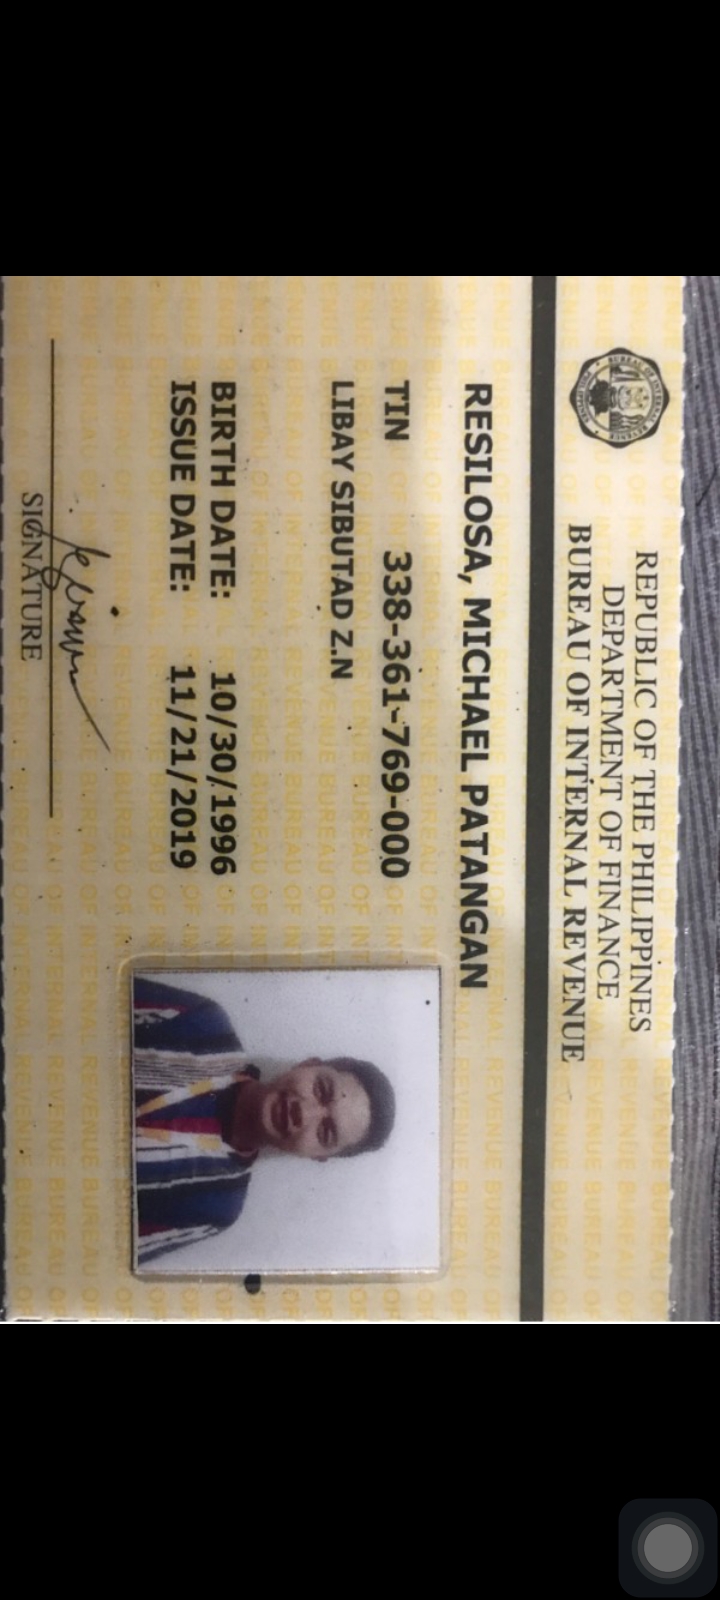 REPUBLIC OF THE PHILIPPINES
DEPARTMENT OF FINANCE
BUREAU OF INTERNAL REVENUE
RESILOSA, MICHAEL PATANGAN
TIN 338-361-769-000
LIBAY SIBUTAD Z.N
BIRTH DATE: 10/30/1996
ISSUE DATE: 11/21/2019
SIGNATURE